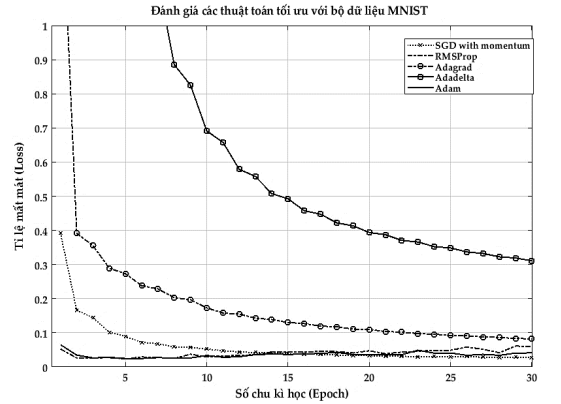 Đánh giá các thuật toán tối ưu với bộ dữ liệu MNIST
1
0.9
0.8
0.7
0.6
0.5
0.4
0.3
0.2
0.1
0
Tỉ lệ mất mát (Loss)
SGD with momentum
RMSProp
Adagrad
Adadelta
Adam
5
10
15
20
25
30
Số chu kì học (Epoch)